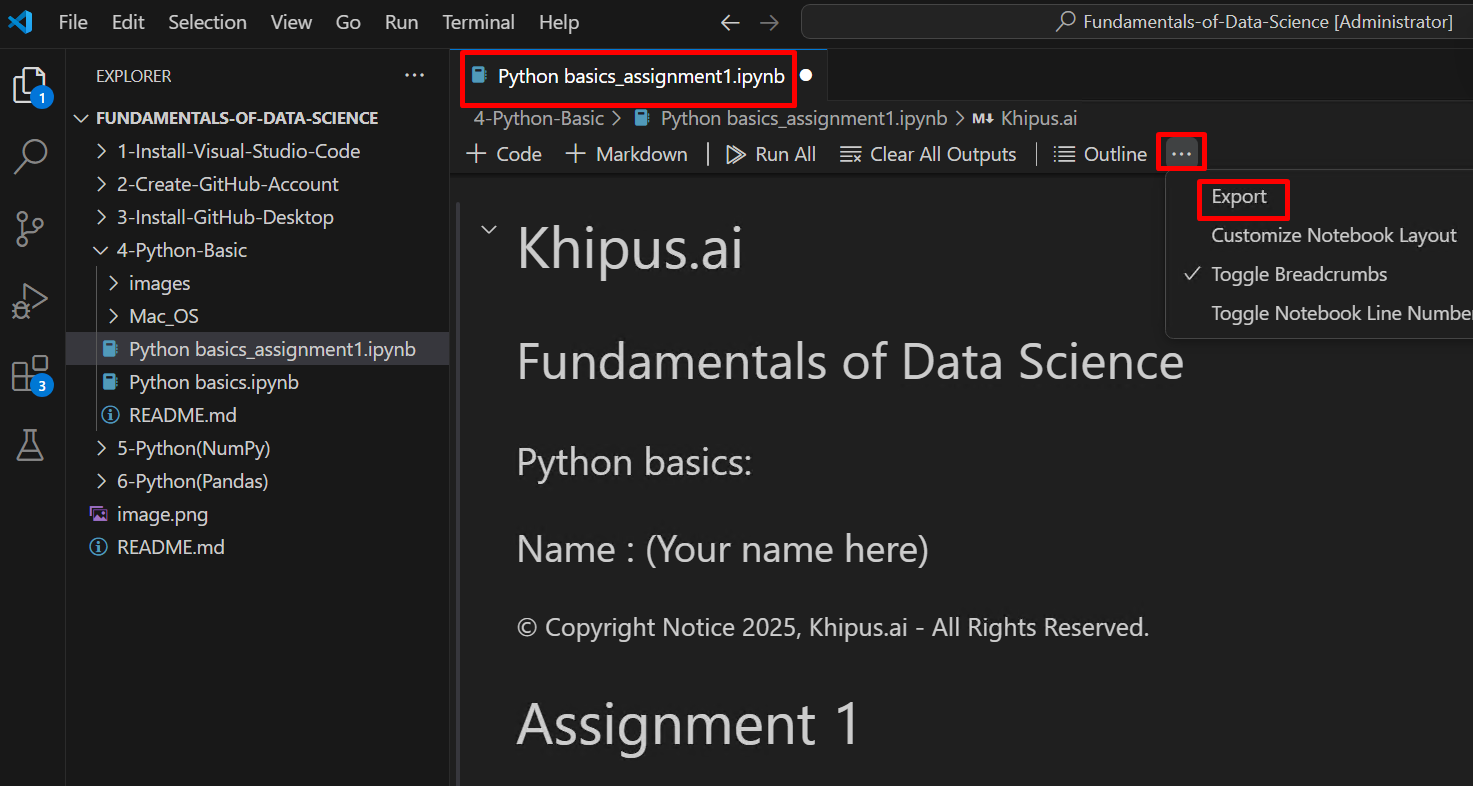 File Edit Selection View Go Run Terminal Help
Fundamentals-of-Data-Science [Administrator]
EXPLORER
FUNDAMENTALS-OF-DATA-SCIENCE
1-Install-Visual-Studio-Code
2-Create-GitHub-Account
3-Install-GitHub-Desktop
4-Python-Basic
images
Mac_OS
Python basics_assignment1.ipynb
Python basics.ipynb
README.md
5-Python(NumPy)
6-Python(Pandas)
image.png
README.md
1
3
Python basics_assignment1.ipynb
4-Python-Basic > Python basics_assignment1.ipynb > M↓ Khipus.ai
+ Code + Markdown | Run All Clear All Outputs | Outline ...
Export
Customize Notebook Layout
✓ Toggle Breadcrumbs
Toggle Notebook Line Number
Khipus.ai
Fundamentals of Data Science
Python basics:
Name : (Your name here)
© Copyright Notice 2025, Khipus.ai - All Rights Reserved.
Assignment 1